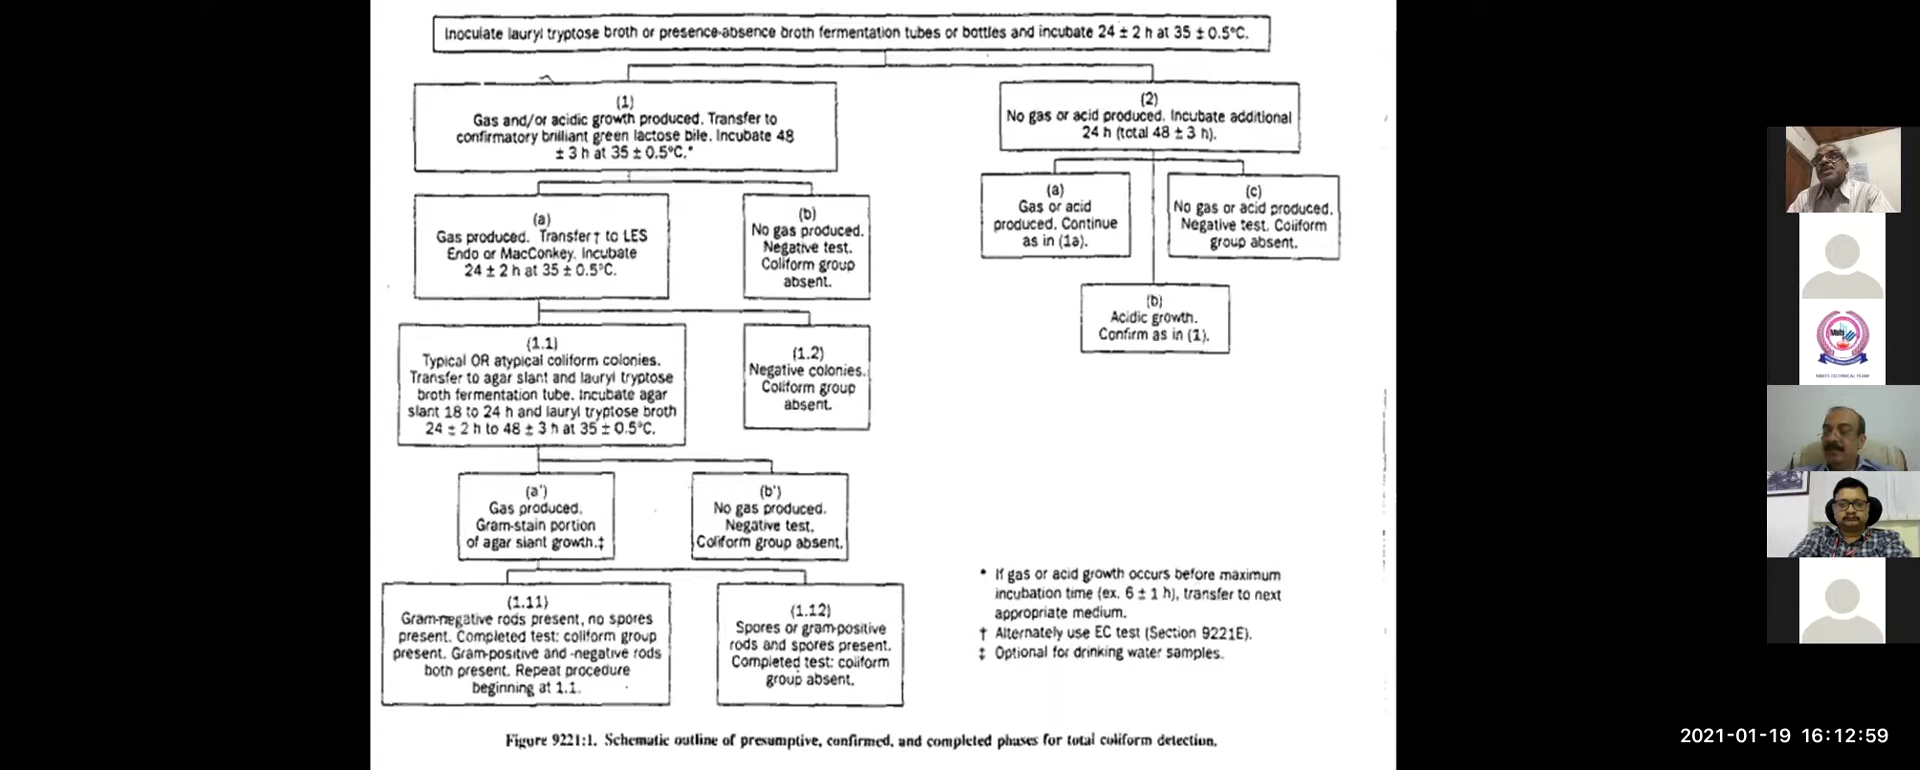 Inoculate lauryl tryptose broth or presence-absence broth fermentation tubes or bottles and incubate 24 ± 2 h at 35 ± 0.5°C.
(1)
Gas and/or acidic growth produced. Transfer to
confirmatory brilliant green lactose bile. Incubate 48
± 3 h at 35 ± 0.5°C.*
(2)
No gas or acid produced. Incubate additional
24 h (total 48 ± 3 h).
(a)
Gas produced. Transfer† to LES
Endo or MacConkey. Incubate
24 ± 2 h at 35 ± 0.5°C.
(b)
No gas produced.
Negative test.
Coliform group
absent.
(a)
Gas or acid
produced. Continue
as in (1a).
(c)
No gas or acid produced.
Negative test. Coliform
group absent.
(b)
Acidic growth.
Confirm as in (1).
(1.1)
Typical OR atypical coliform colonies.
Transfer to agar slant and lauryl tryptose
broth fermentation tube. Incubate agar
slant 18 to 24 h and lauryl tryptose broth
24 ± 2 h to 48 ± 3 h at 35 ± 0.5°C.
(1.2)
Negative colonies.
Coliform group
absent.
(a')
Gas produced.
Gram-stain portion
of agar slant growth.‡
(b')
No gas produced.
Negative test.
Coliform group absent.
(1.11)
Gram-negative rods present, no spores
present. Completed test: coliform group
present. Gram-positive and -negative rods
both present. Repeat procedure
beginning at 1.1.
(1.12)
Spores or gram-positive
rods and spores present.
Completed test: coliform
group absent.
* If gas or acid growth occurs before maximum
incubation time (ex. 6 ± 1 h), transfer to next
appropriate medium.
† Alternately use EC test (Section 9221E).
‡ Optional for drinking water samples.
Figure 9221:1. Schematic outline of presumptive, confirmed, and completed phases for total coliform detection.
2021-01-19 16:12:59